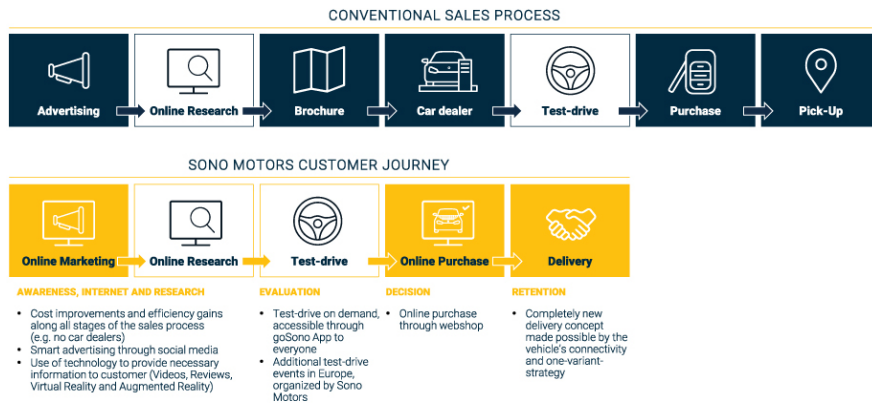 CONVENTIONAL SALES PROCESS
Advertising
Online Research
Brochure
Car dealer
Test-drive
Purchase
Pick-Up
SONO MOTORS CUSTOMER JOURNEY
Online Marketing
Online Research
Test-drive
Online Purchase
Delivery
AWARENESS, INTERNET AND RESEARCH
• Cost improvements and efficiency gains
along all stages of the sales process
(e.g. no car dealers)
• Smart advertising through social media
• Use of technology to provide necessary
information to customer (Videos, Reviews,
Virtual Reality and Augmented Reality)
EVALUATION
• Test-drive on demand,
accessible through
goSono App to
everyone
• Additional test-drive
events in Europe,
organized by Sono
Motors
DECISION
• Online purchase
through webshop
RETENTION
• Completely new
delivery concept
made possible by the
vehicle's connectivity
and one-variant-
strategy